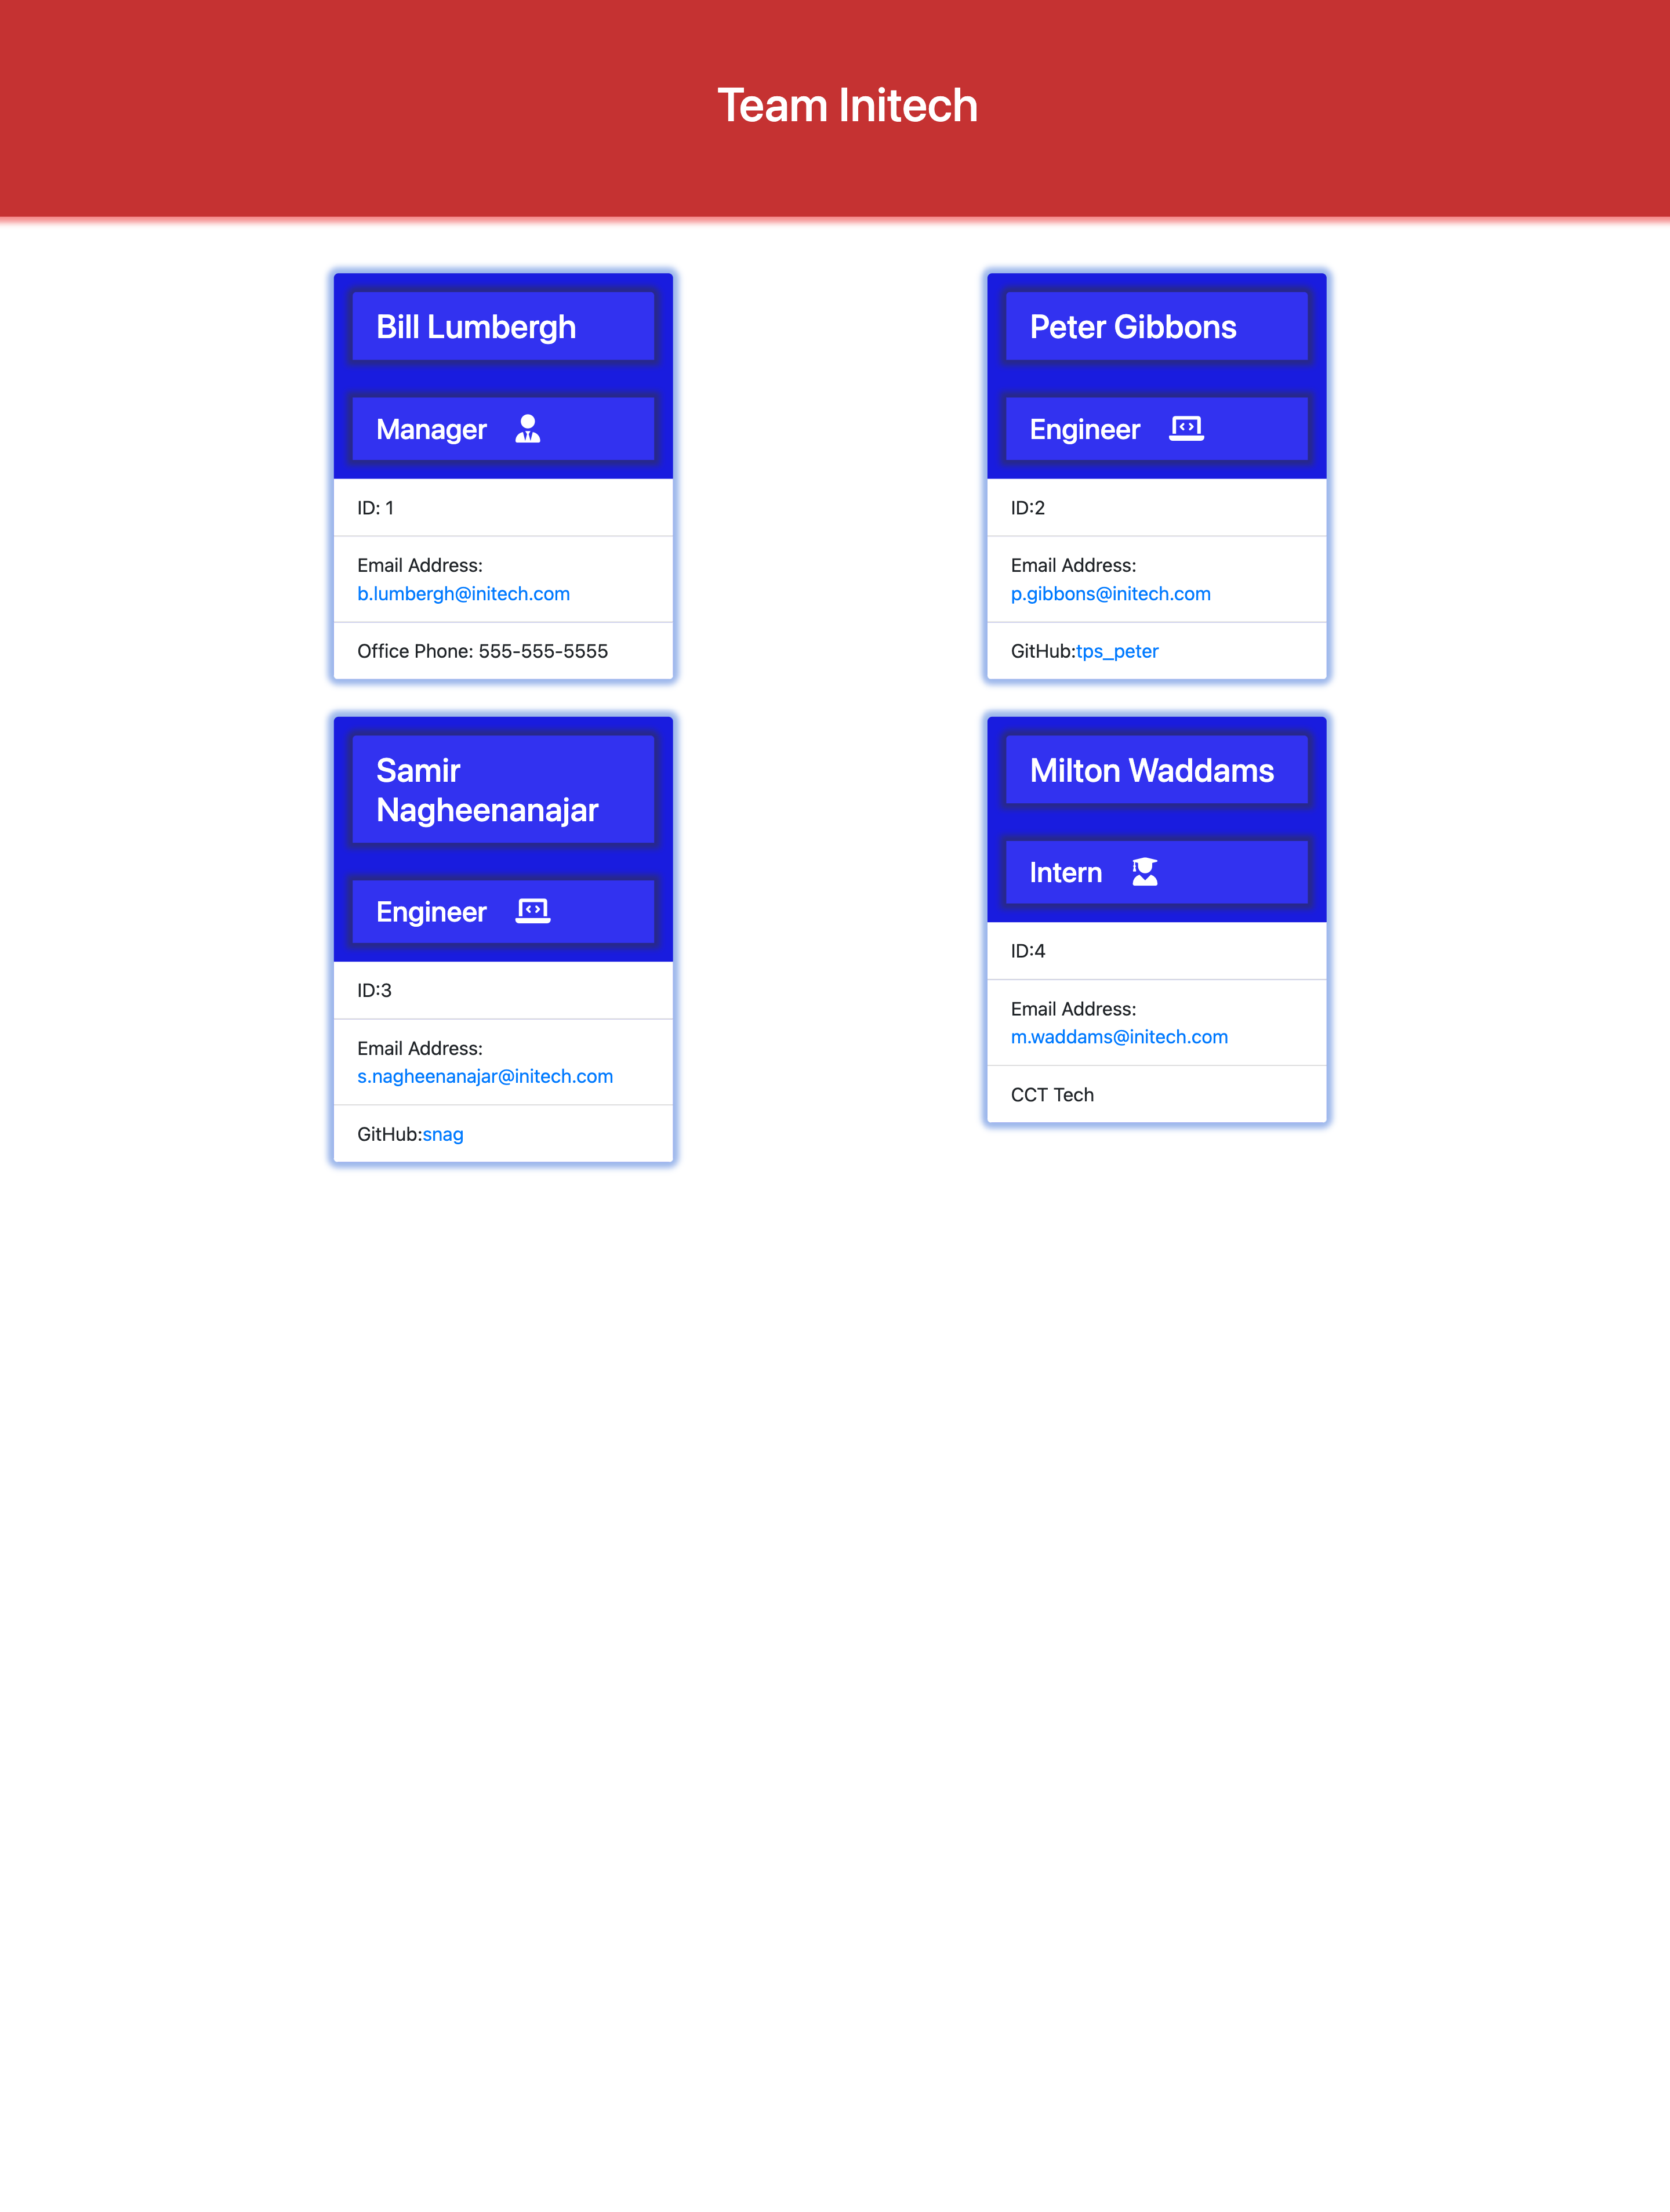 Team Initech
Bill Lumbergh
Manager
ID: 1
Email Address:
b.lumbergh@initech.com
Office Phone: 555-555-5555
Peter Gibbons
Engineer
ID:2
Email Address:
p.gibbons@initech.com
GitHub:tps_peter
Samir
Nagheenanajar
Engineer
ID:3
Email Address:
s.nagheenanajar@initech.com
GitHub:snag
Milton Waddams
Intern
ID:4
Email Address:
m.waddams@initech.com
CCT Tech